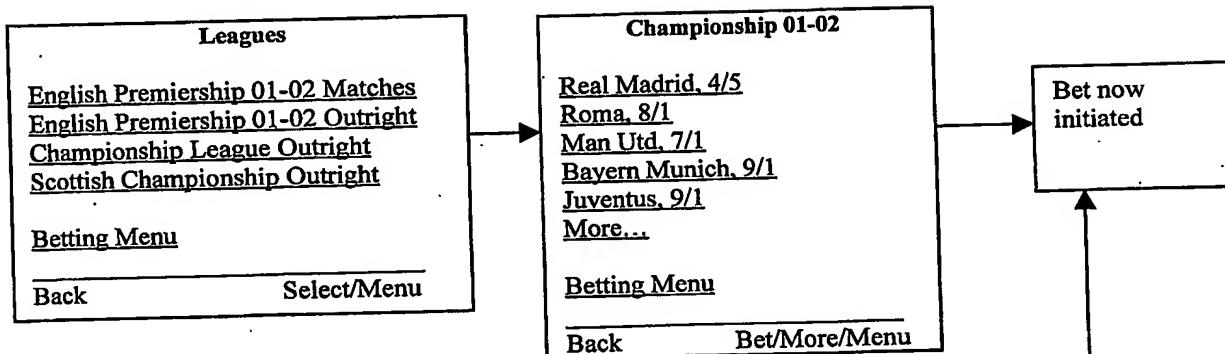 Leagues
English Premiership 01-02 Matches
English Premiership 01-02 Outright
Championship League Outright
Scottish Championship Outright
Betting Menu
Back Select/Menu
Championship 01-02
Real Madrid, 4/5
Roma, 8/1
Man Utd, 7/1
Bayern Munich, 9/1
Juventus, 9/1
More...
Betting Menu
Back Bet/More/Menu
Bet now
initiated